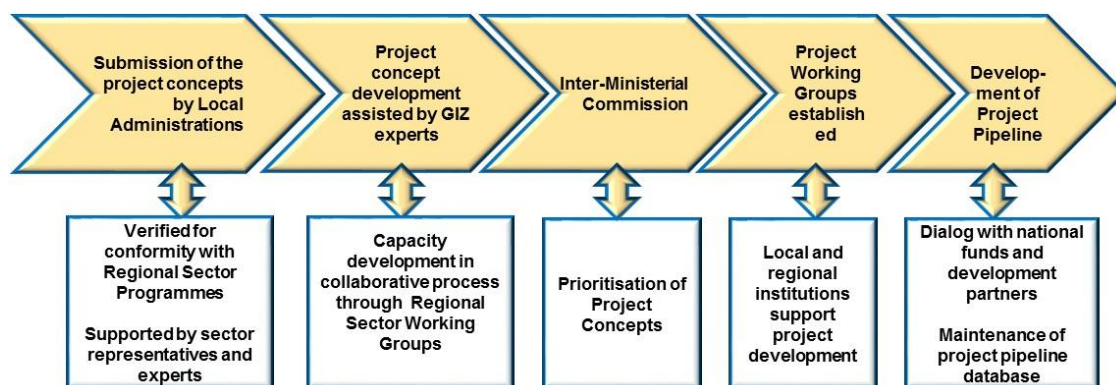 Submission of the
project concepts
by Local
Administrations
Project
concept
development
assisted by GIZ
experts
Inter-Ministerial
Commission
Project
Working
Groups
establish
ed
Develop-
ment of
Project
Pipeline
Verified for
conformity with
Regional Sector
Programmes
Supported by sector
representatives and
experts
Capacity
development in
collaborative process
through Regional
Sector Working
Groups
Prioritisation of
Project
Concepts
Local and
regional
institutions
support
project
development
Dialog with national
funds and
development
partners
Maintenance of
project pipeline
database